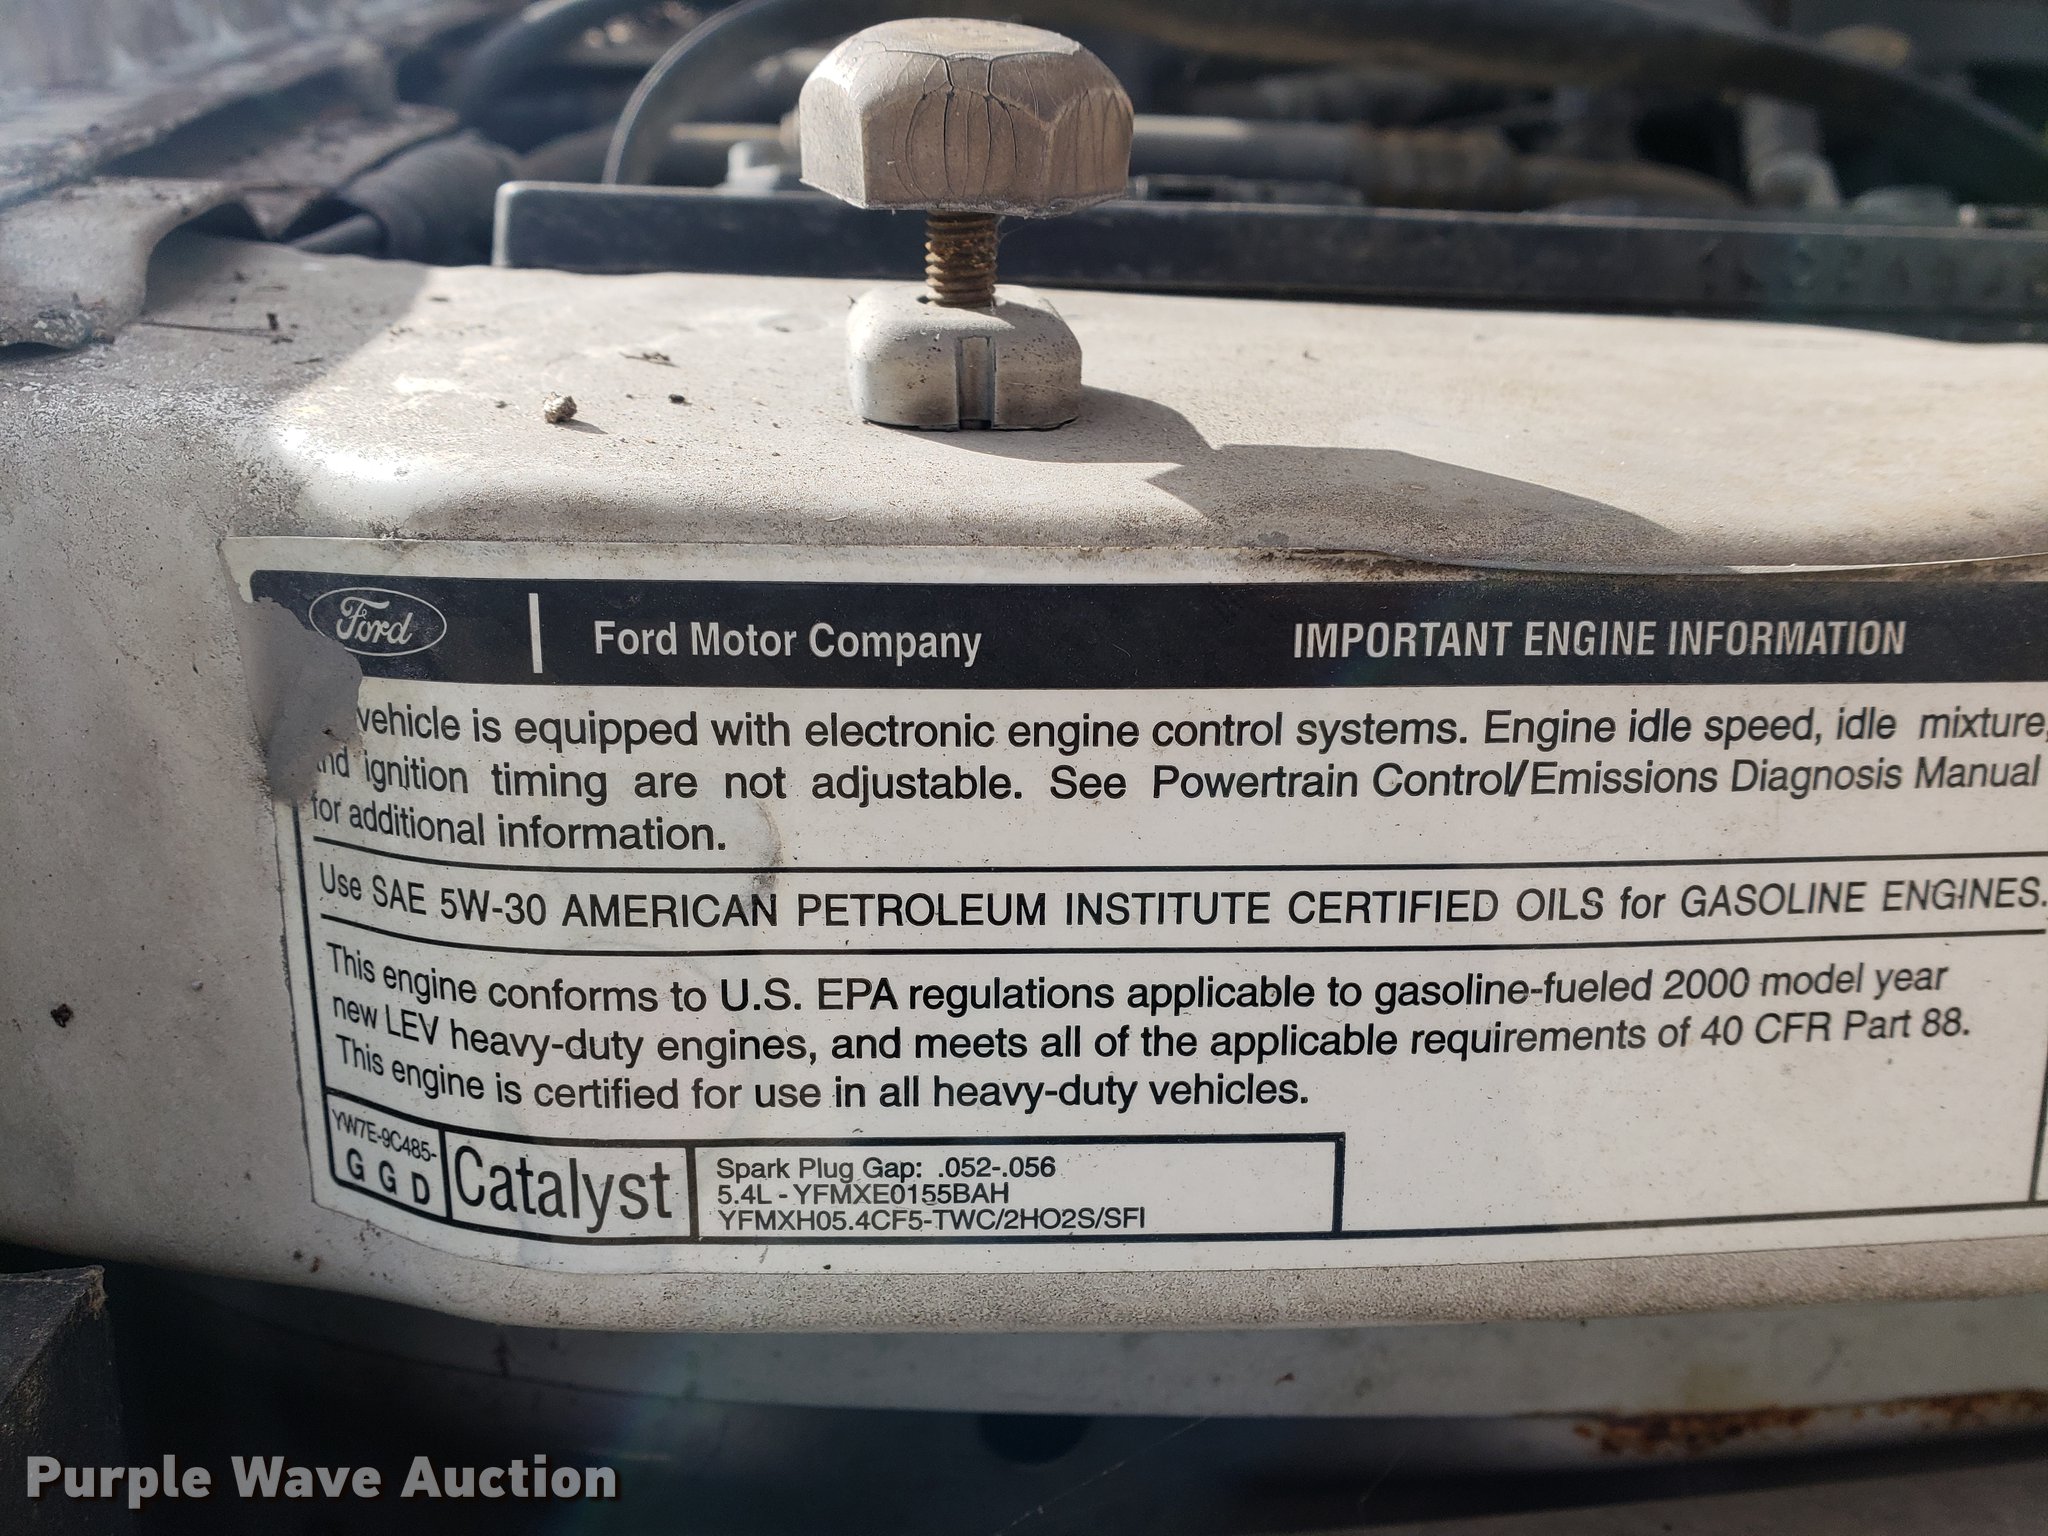 Ford
Ford Motor Company
IMPORTANT ENGINE INFORMATION
vehicle is equipped with electronic engine control systems. Engine idle speed, idle mixture,
nd ignition timing are not adjustable. See Powertrain Control/Emissions Diagnosis Manual
for additional information.
Use SAE 5W-30 AMERICAN PETROLEUM INSTITUTE CERTIFIED OILS for GASOLINE ENGINES.
This engine conforms to U.S. EPA regulations applicable to gasoline-fueled 2000 model year
new LEV heavy-duty engines, and meets all of the applicable requirements of 40 CFR Part 88.
This engine is certified for use in all heavy-duty vehicles.
YW7E-9C485-
G G D
Catalyst
Spark Plug Gap: .052-.056
5.4L - YFMXE0155BAH
YFMXH05.4CF5-TWC/2HO2S/SFI
Purple Wave Auction